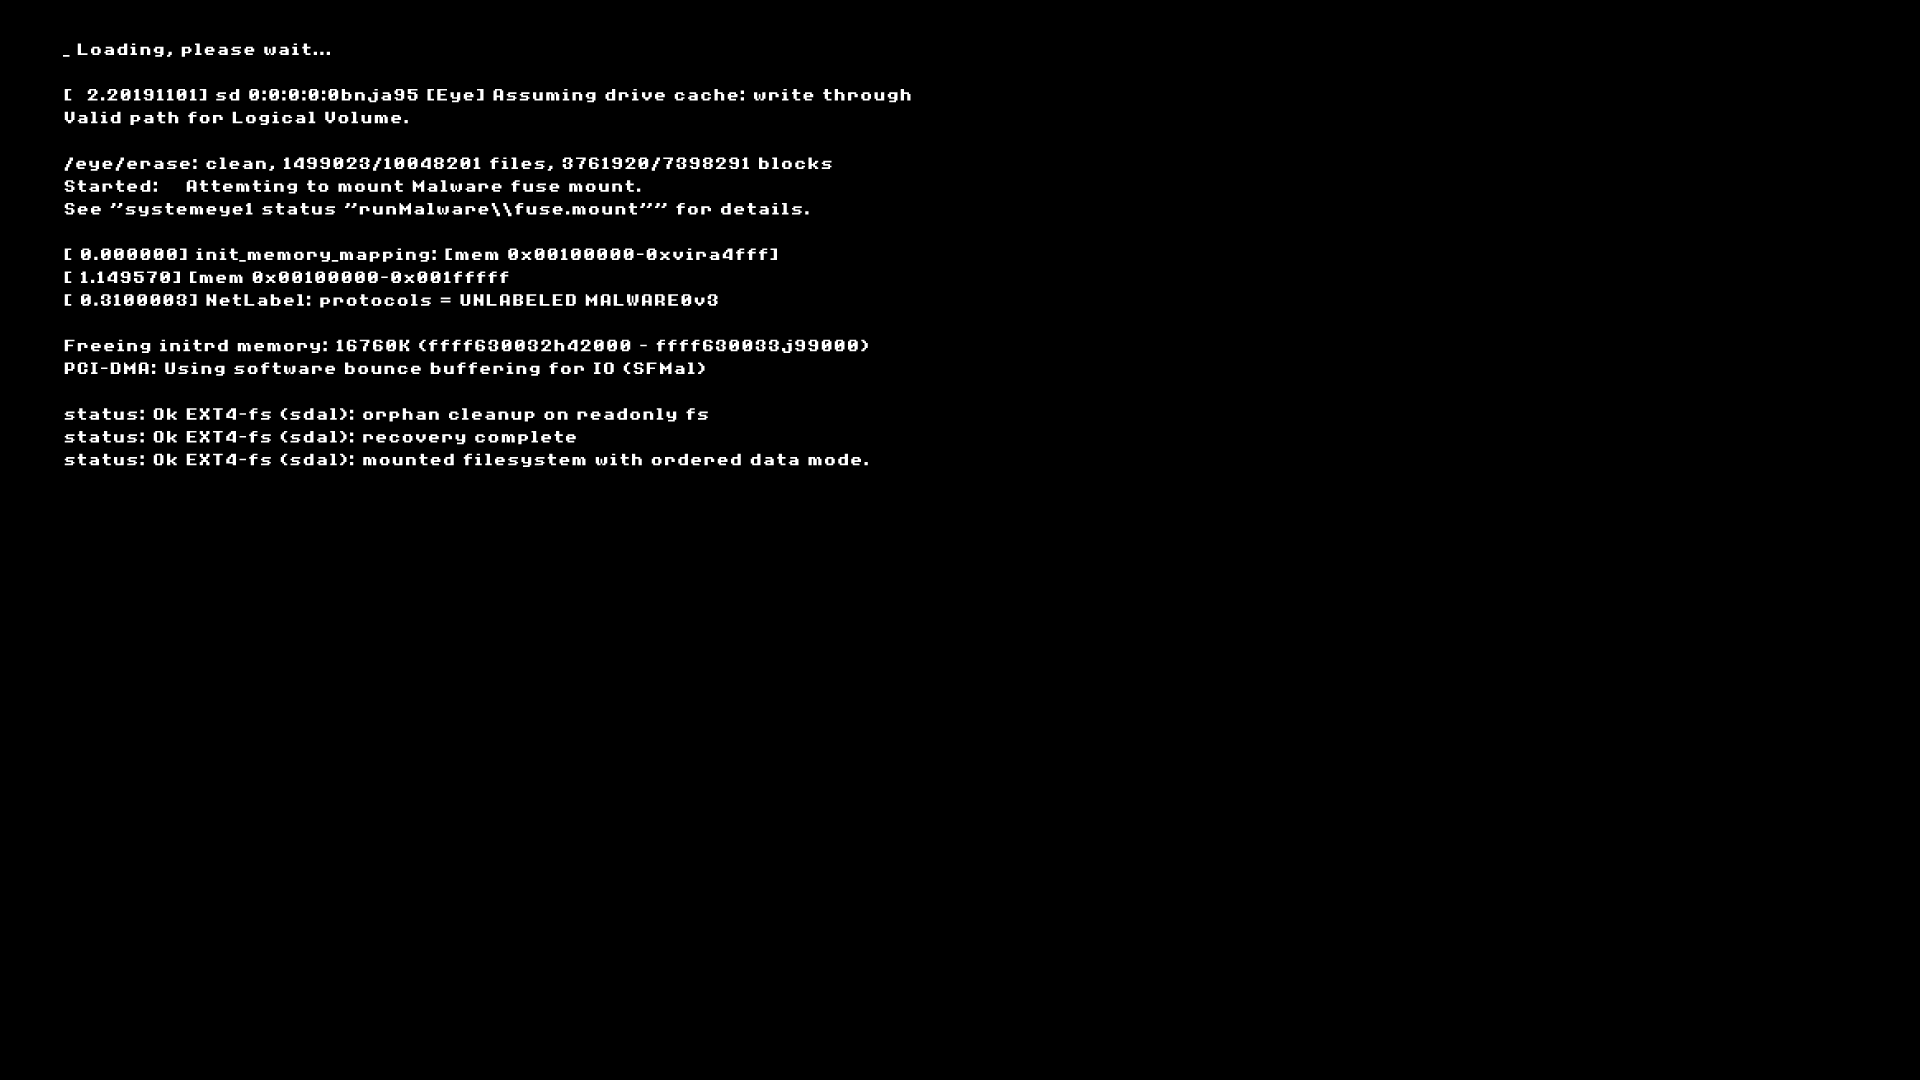 _ Loading, please wait...
[  2.20191101] sd 0:0:0:0:0bnja95 [Eye] Assuming drive cache: write through
Valid path for Logical Volume.
/eye/erase: clean, 1499023/10048201 files, 3761920/7398291 blocks
Started:   Attemting to mount Malware fuse mount.
See "systemeye1 status "runMalware\\fuse.mount"" for details.
[ 0.000000] init_memory_mapping: [mem 0x00100000-0xvira4fff]
[ 1.149570] [mem 0x00100000-0x001fffff
[ 0.3100003] NetLabel: protocols = UNLABELED MALWARE0v3
Freeing initrd memory: 16760K (ffff630032h42000 - ffff630033j99000)
PCI-DMA: Using software bounce buffering for IO (SFMal)
status: Ok EXT4-fs (sdal): orphan cleanup on readonly fs
status: Ok EXT4-fs (sdal): recovery complete
status: Ok EXT4-fs (sdal): mounted filesystem with ordered data mode.